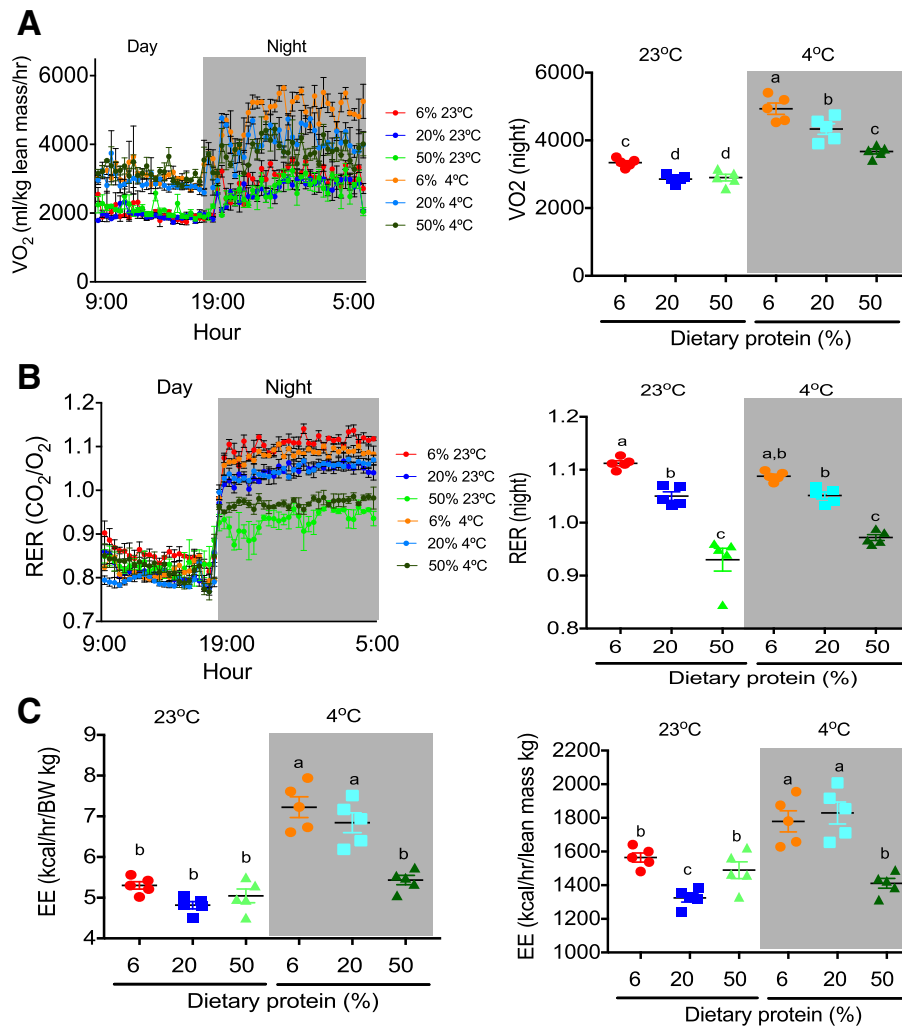 A
Day Night
VO2 (ml/kg lean mass/hr)
6000
4000
2000
0
9:00 19:00 5:00
Hour
6% 23ºC
20% 23ºC
50% 23ºC
6% 4ºC
20% 4ºC
50% 4ºC
23ºC 4ºC
VO2 (night)
6000
4000
2000
0
c d d a b c
6 20 50 6 20 50
Dietary protein (%)
B
Day Night
RER (CO2/O2)
1.2
1.1
1.0
0.9
0.8
0.7
9:00 19:00 5:00
Hour
6% 23ºC
20% 23ºC
50% 23ºC
6% 4ºC
20% 4ºC
50% 4ºC
23ºC 4ºC
RER (night)
1.2
1.1
1.0
0.9
0.8
a b c a,b b c
6 20 50 6 20 50
Dietary protein (%)
C
23ºC 4ºC
EE (kcal/hr/BW kg)
9
8
7
6
5
4
b b b a a b
6 20 50 6 20 50
Dietary protein (%)
23ºC 4ºC
EE (kcal/hr/lean mass kg)
2200
2000
1800
1600
1400
1200
1000
b c b a a b
6 20 50 6 20 50
Dietary protein (%)